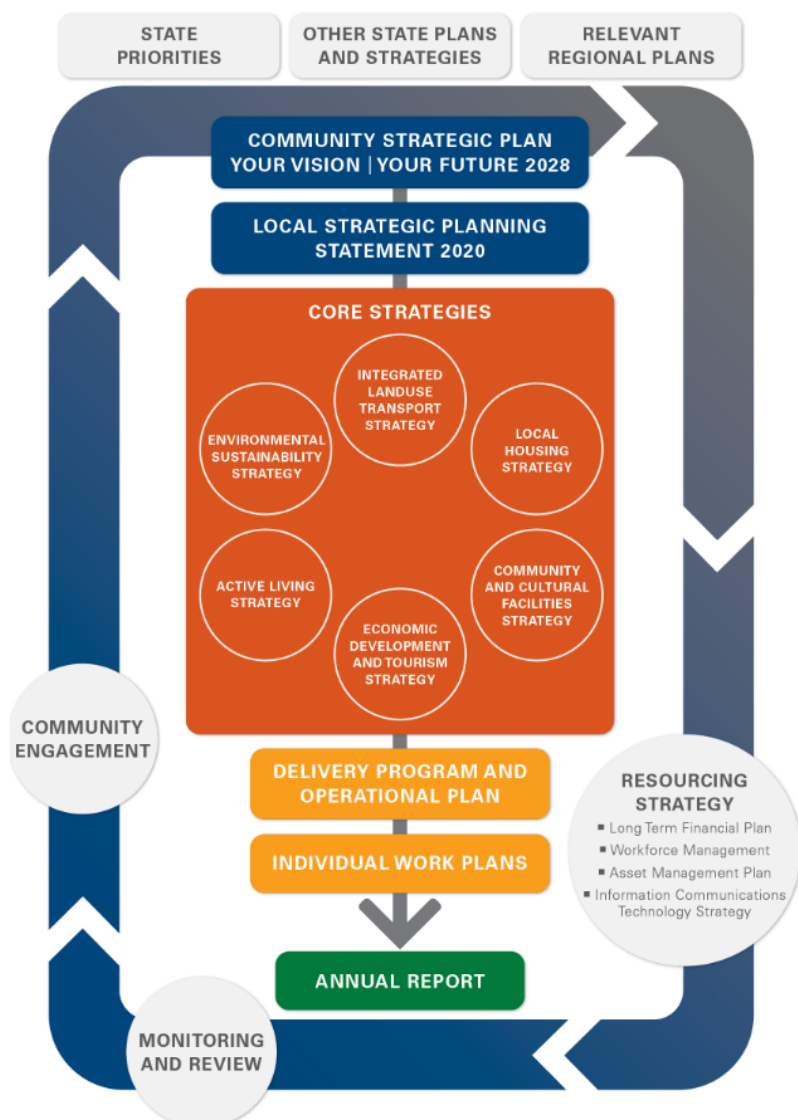 STATE
PRIORITIES
OTHER STATE PLANS
AND STRATEGIES
RELEVANT
REGIONAL PLANS
COMMUNITY STRATEGIC PLAN
YOUR VISION | YOUR FUTURE 2028
LOCAL STRATEGIC PLANNING
STATEMENT 2020
CORE STRATEGIES
INTEGRATED
LANDUSE
TRANSPORT
STRATEGY
ENVIRONMENTAL
SUSTAINABILITY
STRATEGY
LOCAL
HOUSING
STRATEGY
ACTIVE LIVING
STRATEGY
COMMUNITY
AND CULTURAL
FACILITIES
STRATEGY
ECONOMIC
DEVELOPMENT
AND TOURISM
STRATEGY
COMMUNITY
ENGAGEMENT
DELIVERY PROGRAM AND
OPERATIONAL PLAN
INDIVIDUAL WORK PLANS
RESOURCING
STRATEGY
▪ Long Term Financial Plan
▪ Workforce Management
▪ Asset Management Plan
▪ Information Communications
Technology Strategy
ANNUAL REPORT
MONITORING
AND REVIEW